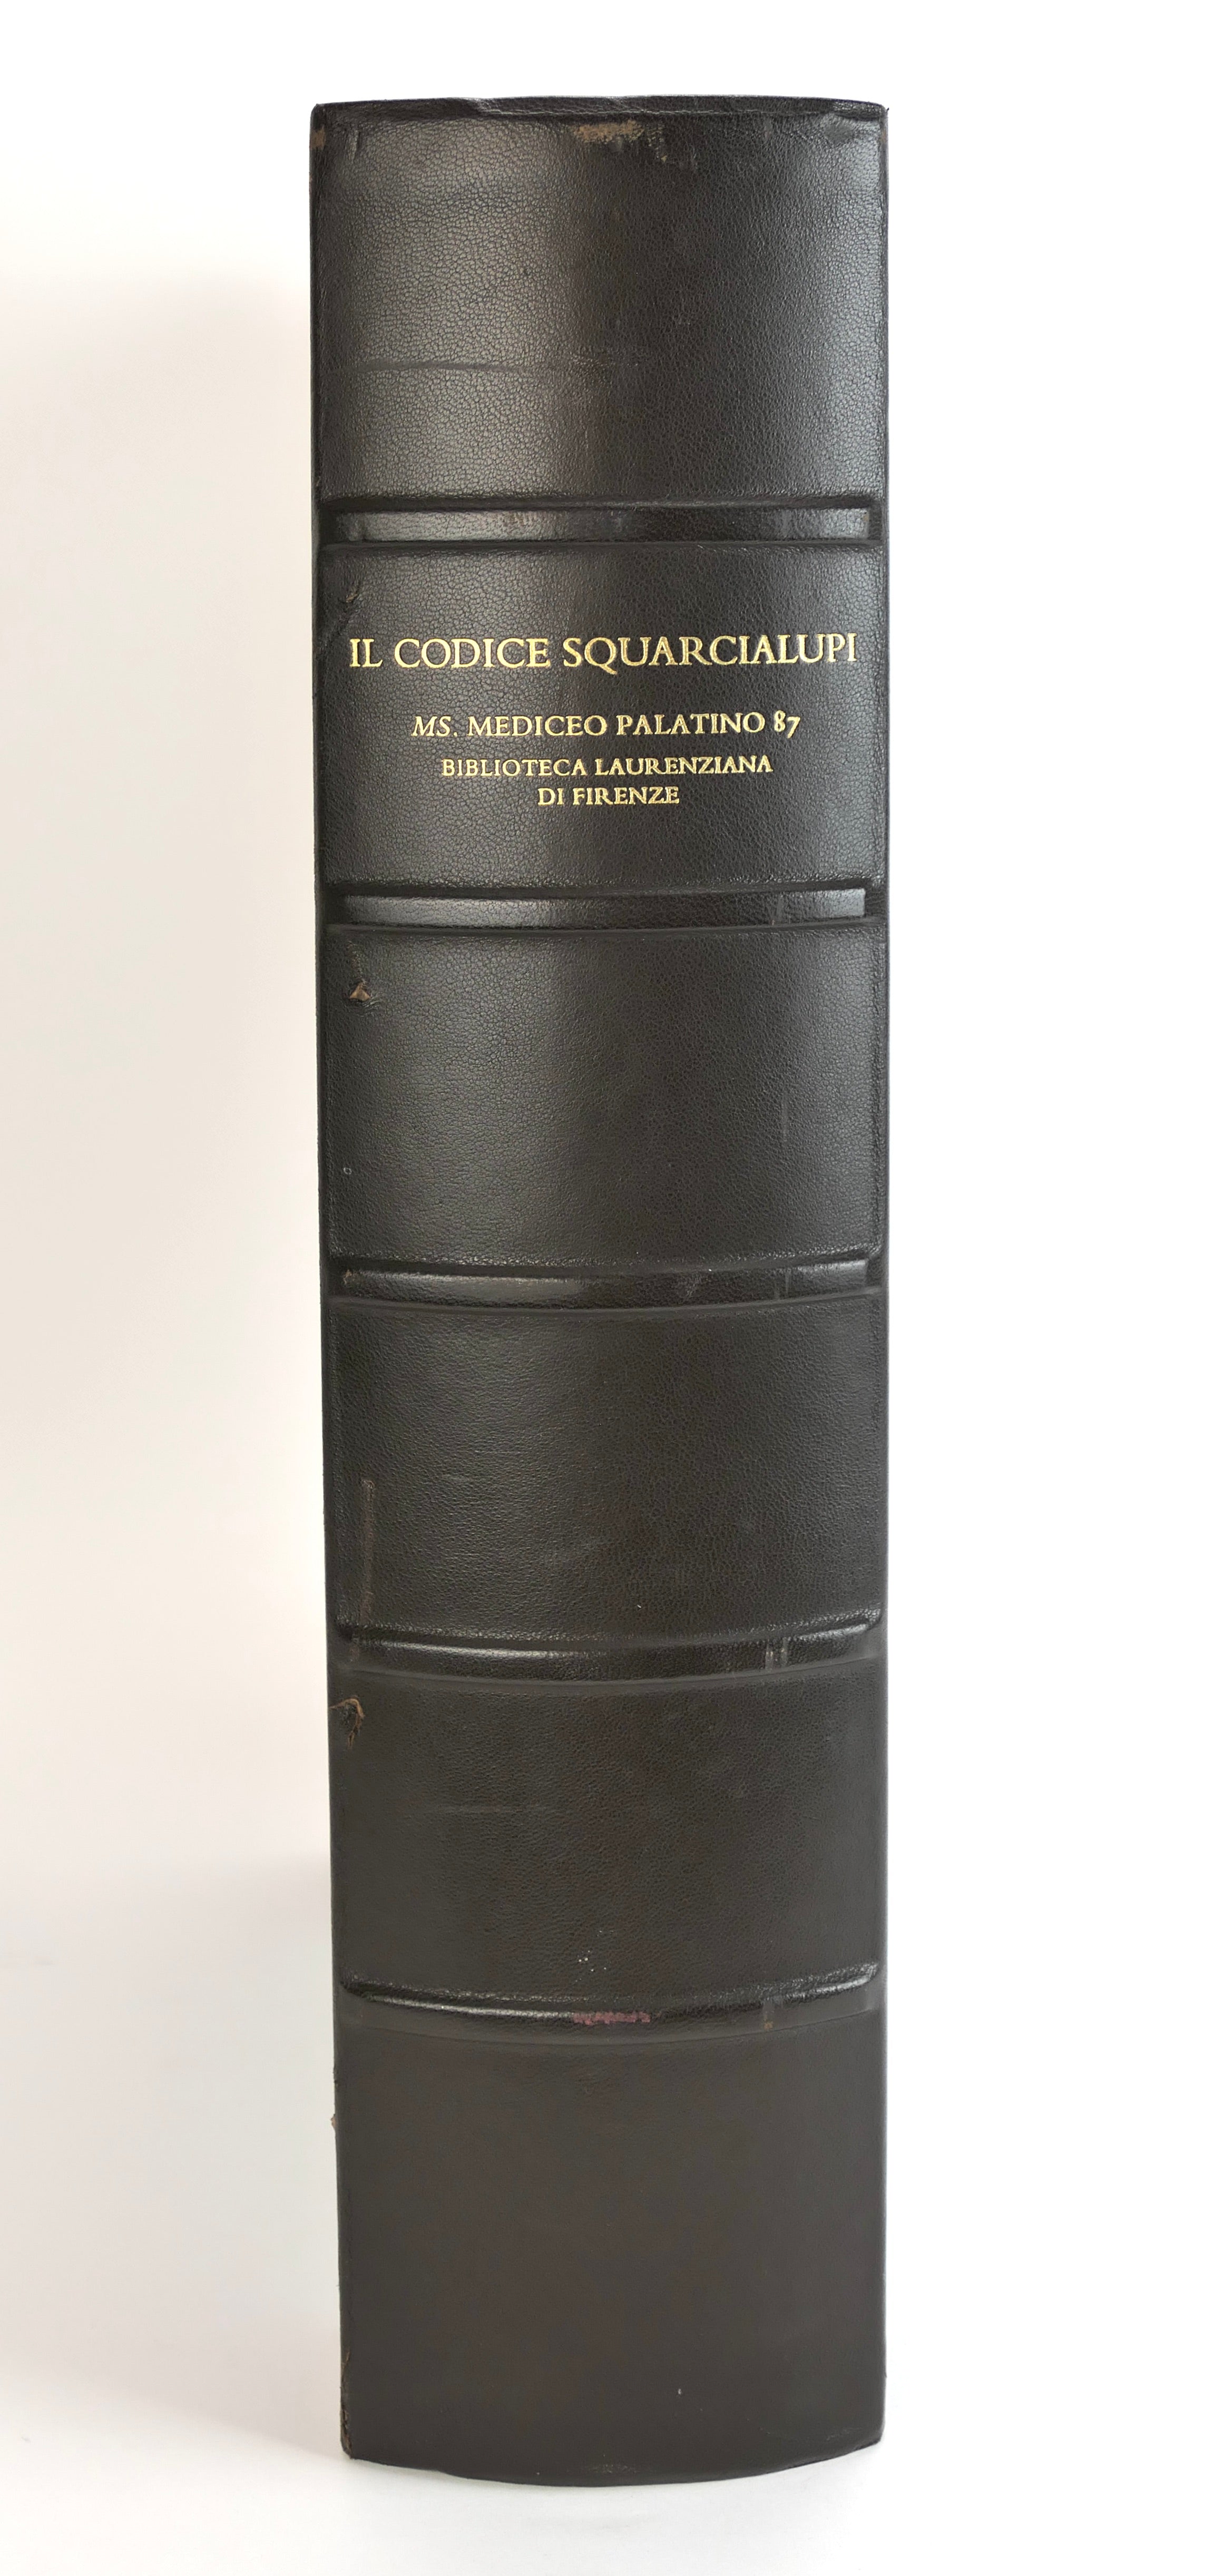 IL CODICE SQUARCIALUPI
MS. MEDICEO PALATINO 87
BIBLIOTECA LAURENZIANA
DI FIRENZE